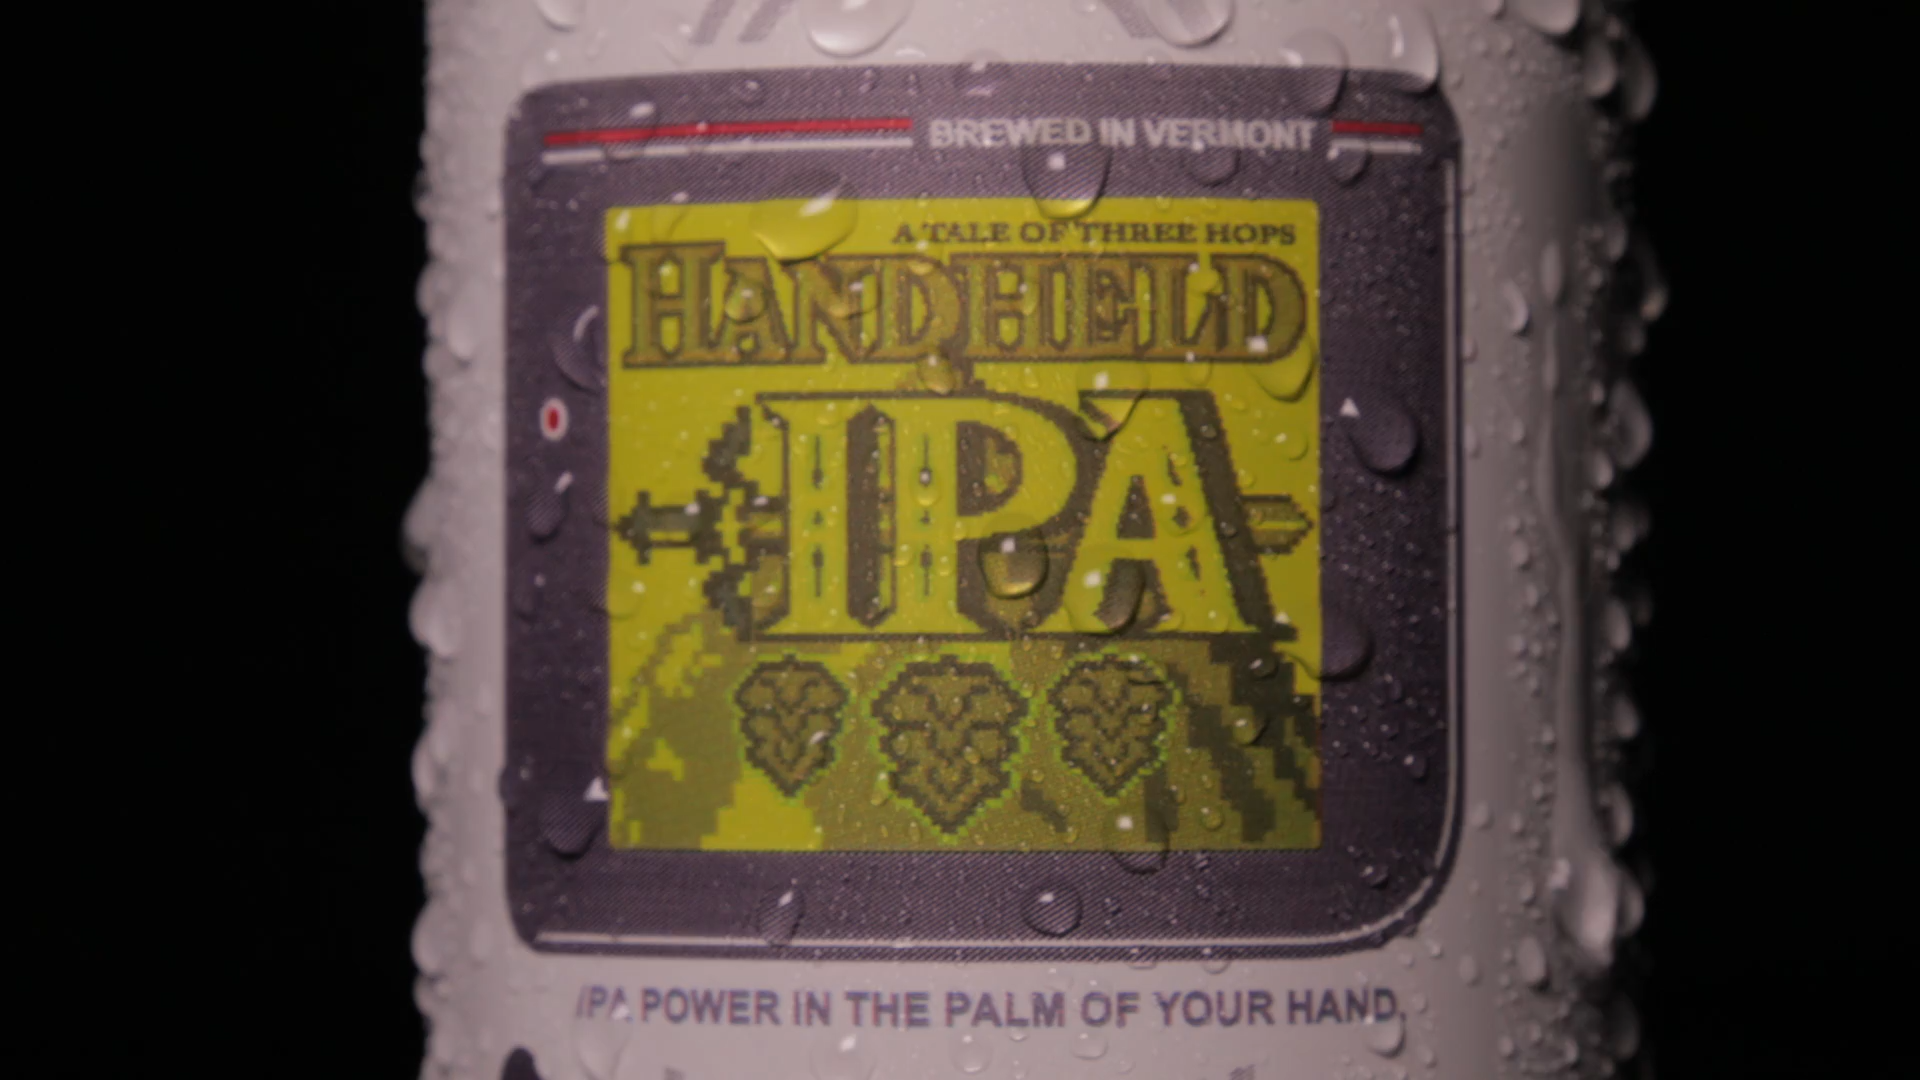 BREWED IN VERMONT
A TALE OF THREE HOPS
HANDHELD
IPA
IPA POWER IN THE PALM OF YOUR HAND.